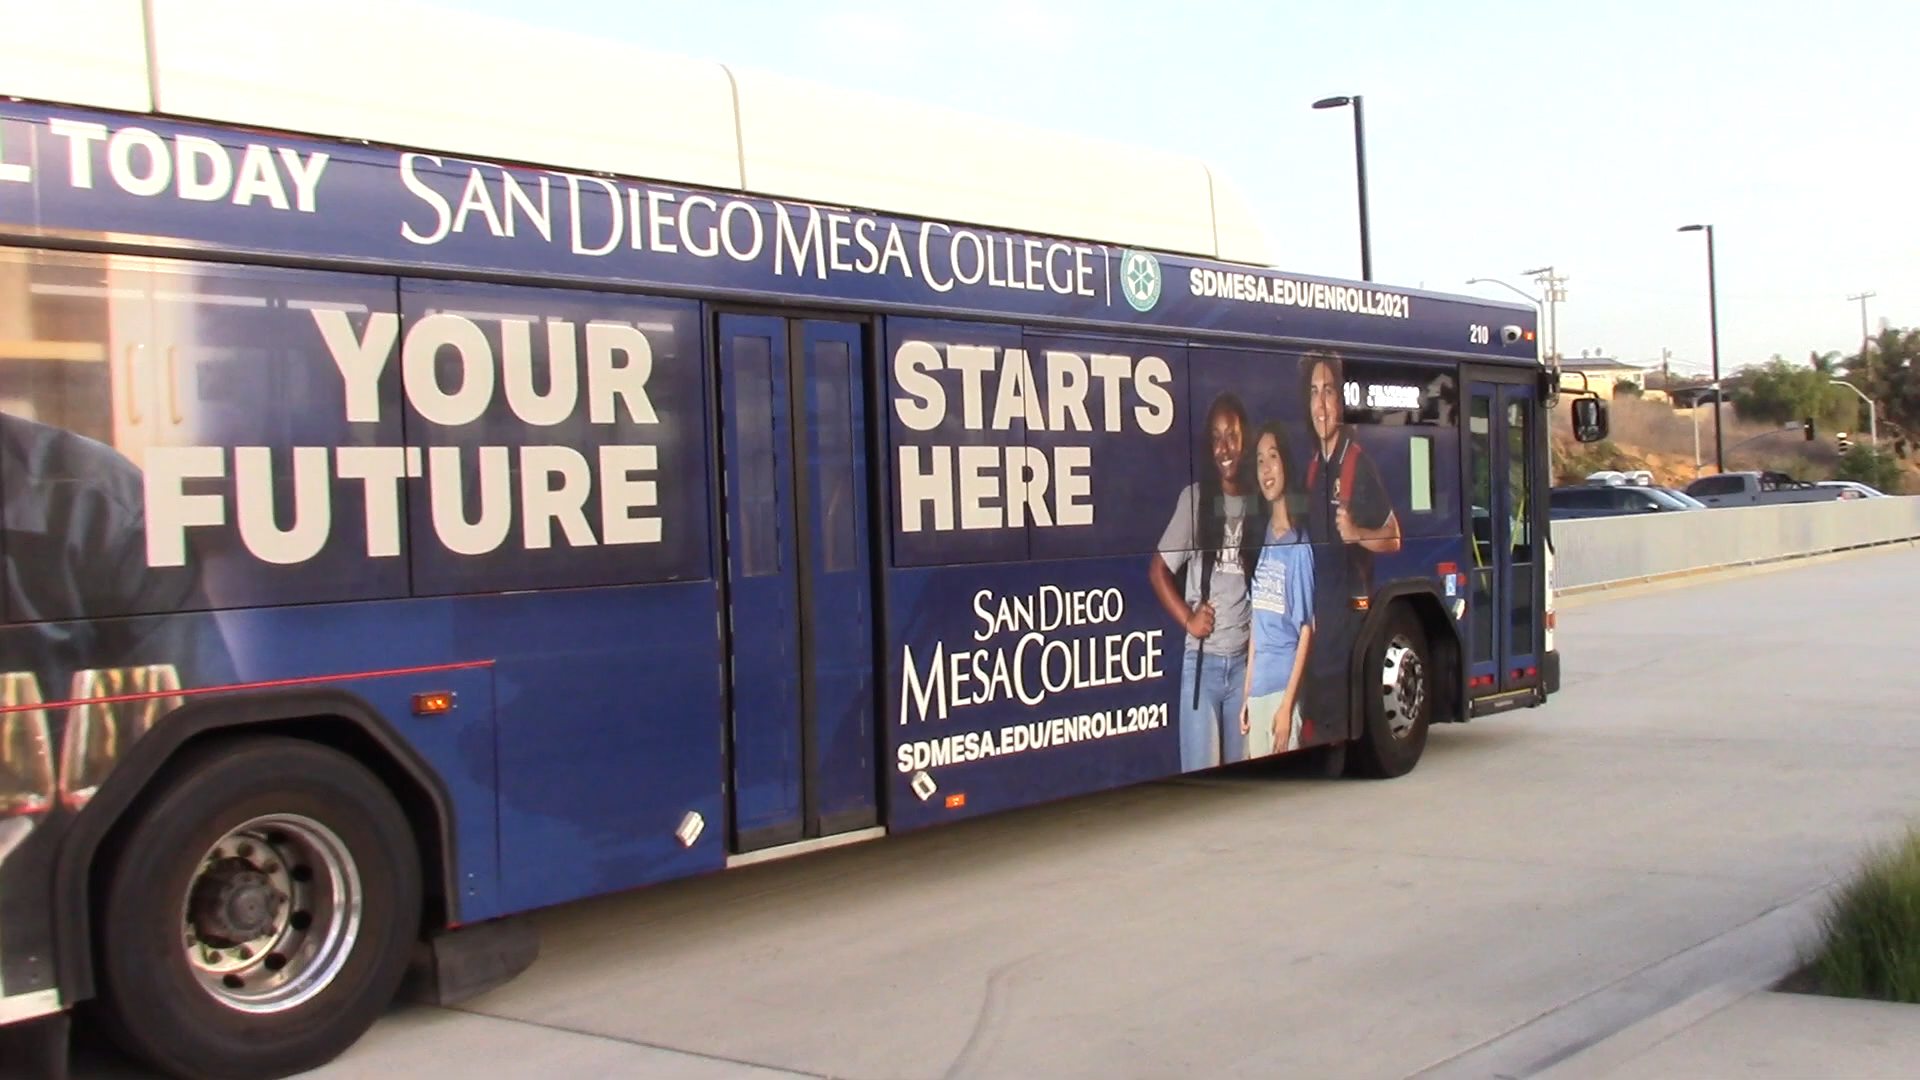 L TODAY
SAN DIEGO MESA COLLEGE
SDMESA.EDU/ENROLL2021
210
YOUR
FUTURE
STARTS
HERE
10
SAN DIEGO
MESA COLLEGE
SDMESA.EDU/ENROLL2021